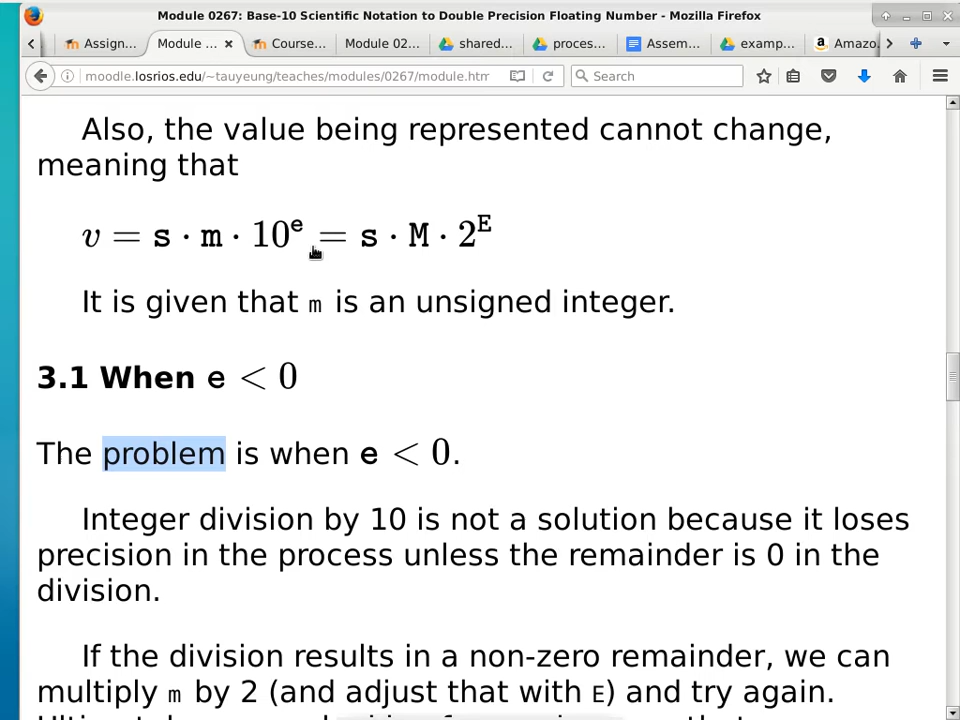 Module 0267: Base-10 Scientific Notation to Double Precision Floating Number - Mozilla Firefox
Assign... Module ... Course... Module 02... shared... proces... Assem... examp... Amazo.
moodle.losrios.edu/~tauyeung/teaches/modules/0267/module.htm Search
Also, the value being represented cannot change,
meaning that
v = s · m · 10^e = s · M · 2^E
It is given that m is an unsigned integer.
3.1 When e < 0
The problem is when e < 0.
Integer division by 10 is not a solution because it loses
precision in the process unless the remainder is 0 in the
division.
If the division results in a non-zero remainder, we can
multiply m by 2 (and adjust that with E) and try again.